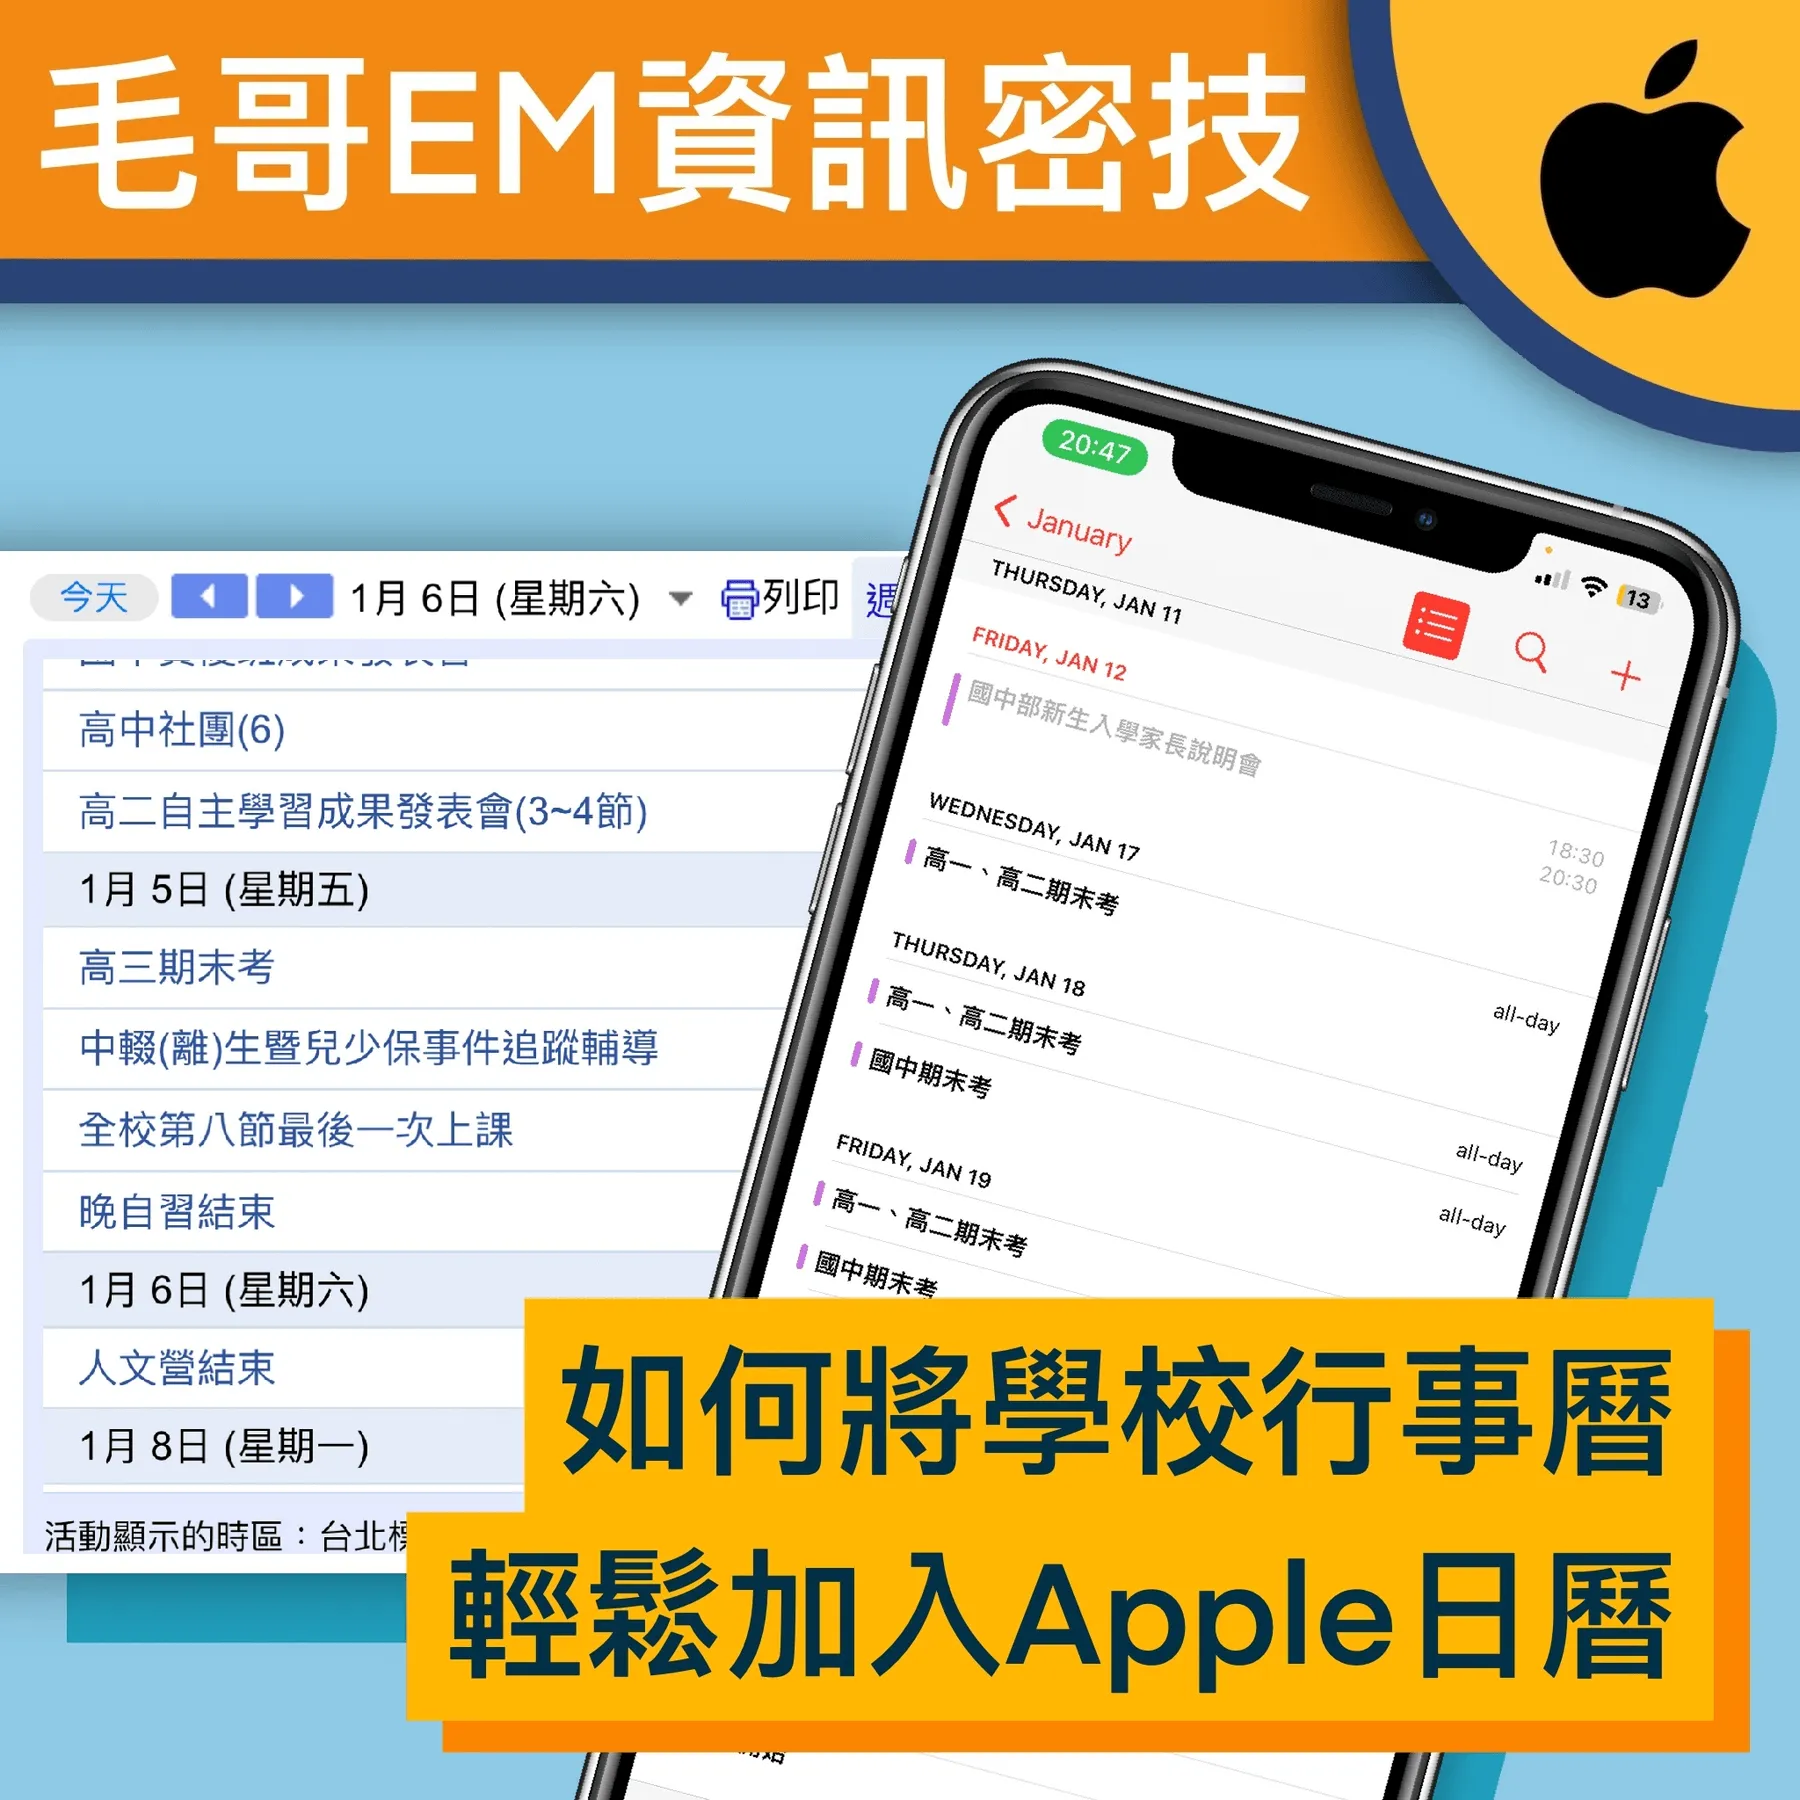 毛哥EM資訊密技
今天
1月 6日 (星期六)
列印
週
高中社團(6)
高二自主學習成果發表會(3~4節)
1月 5日 (星期五)
高三期末考
中輟(離)生暨兒少保事件追蹤輔導
全校第八節最後一次上課
晚自習結束
1月 6日 (星期六)
人文營結束
1月 8日 (星期一)
活動顯示的時區：台北
20:47
13
January
THURSDAY, JAN 11
FRIDAY, JAN 12
國中部新生入學家長說明會
18:30
20:30
WEDNESDAY, JAN 17
高一、高二期末考
all-day
THURSDAY, JAN 18
高一、高二期末考
all-day
國中期末考
all-day
FRIDAY, JAN 19
高一、高二期末考
國中期末考
如何將學校行事曆
輕鬆加入Apple日曆